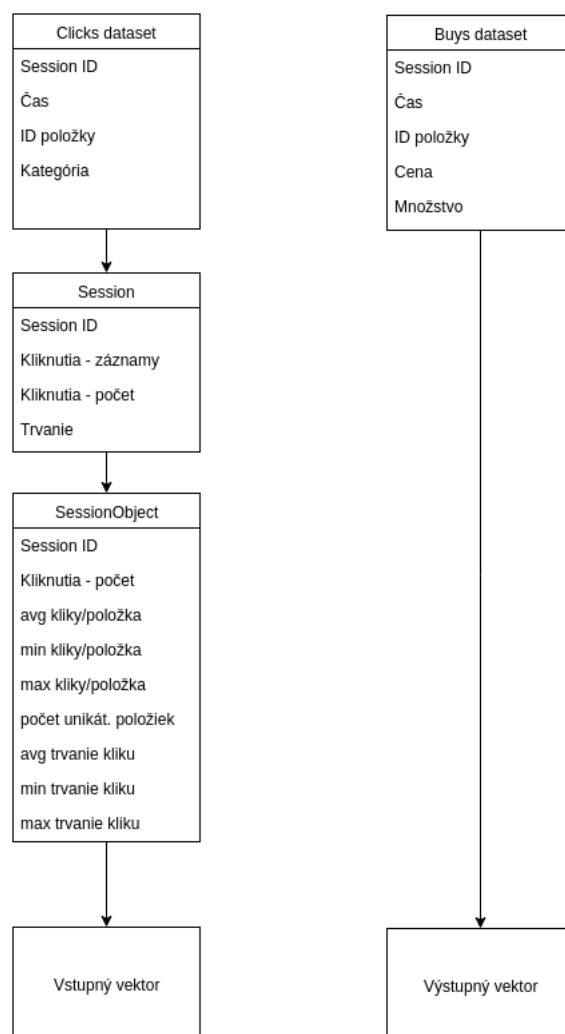 Clicks dataset
Session ID
Čas
ID položky
Kategória
Session
Session ID
Kliknutia - záznamy
Kliknutia - počet
Trvanie
SessionObject
Session ID
Kliknutia - počet
avg kliky/položka
min kliky/položka
max kliky/položka
počet unikát. položiek
avg trvanie kliku
min trvanie kliku
max trvanie kliku
Vstupný vektor
Buys dataset
Session ID
Čas
ID položky
Cena
Množstvo
Výstupný vektor